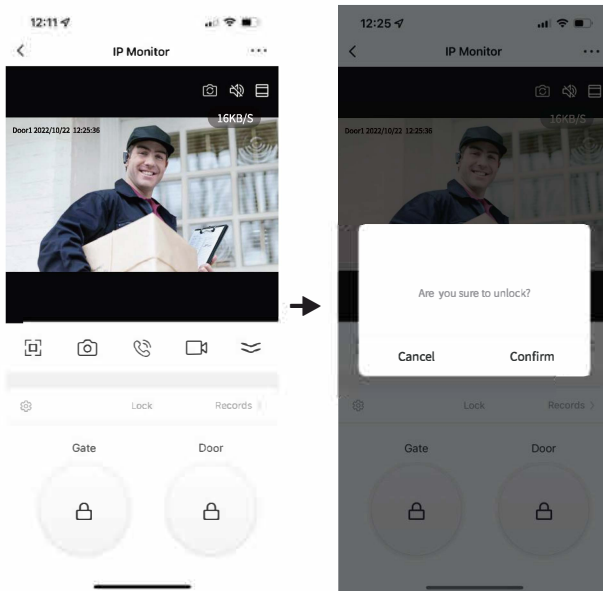 12:11
IP Monitor
16KB/S
Door1 2022/10/22 12:25:36
Lock
Records
Gate
Door
12:25
IP Monitor
16KB/S
Door1 2022/10/22 12:25:36
Are you sure to unlock?
Cancel
Confirm
Lock
Records
Gate
Door